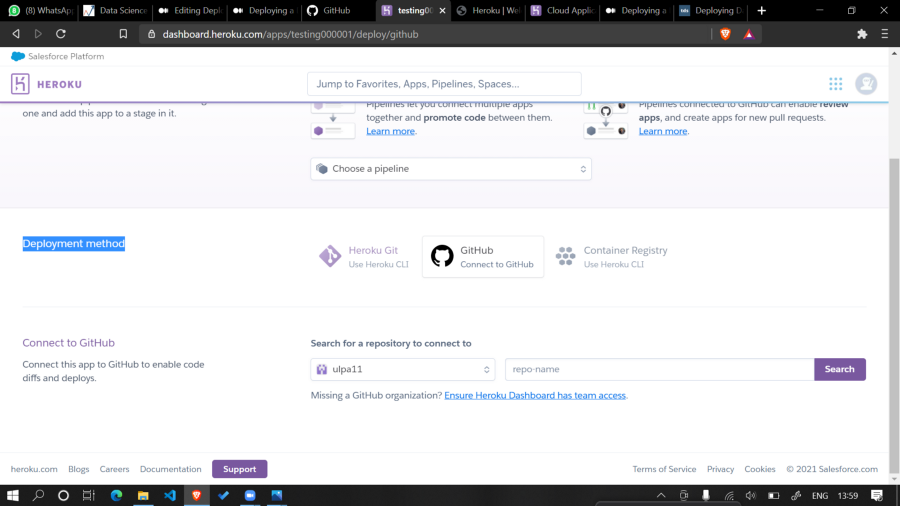 (8) WhatsApp
Data Science
Editing Depl
Deploying a
GitHub
testing00
Heroku | Wel
Cloud Applic
Deploying a
tds
Deploying D
dashboard.heroku.com/apps/testing000001/deploy/github
Salesforce Platform
HEROKU
Jump to Favorites, Apps, Pipelines, Spaces...
one and add this app to a stage in it.
Pipelines let you connect multiple apps
together and promote code between them.
Learn more.
Pipelines connected to GitHub can enable review
apps, and create apps for new pull requests.
Learn more.
Choose a pipeline
Deployment method
Heroku Git
Use Heroku CLI
GitHub
Connect to GitHub
Container Registry
Use Heroku CLI
Connect to GitHub
Connect this app to GitHub to enable code
diffs and deploys.
Search for a repository to connect to
ulpa11
repo-name
Search
Missing a GitHub organization? Ensure Heroku Dashboard has team access.
heroku.com
Blogs
Careers
Documentation
Support
Terms of Service
Privacy
Cookies
© 2021 Salesforce.com
ENG
13:59